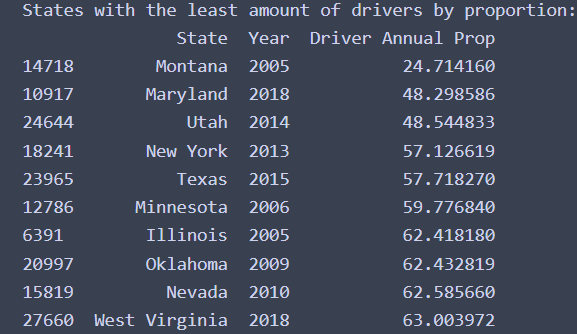 States with the least amount of drivers by proportion:
State Year Driver Annual Prop
14718 Montana 2005 24.714160
10917 Maryland 2018 48.298586
24644 Utah 2014 48.544833
18241 New York 2013 57.126619
23965 Texas 2015 57.718270
12786 Minnesota 2006 59.776840
6391 Illinois 2005 62.418180
20997 Oklahoma 2009 62.432819
15819 Nevada 2010 62.585660
27660 West Virginia 2018 63.003972